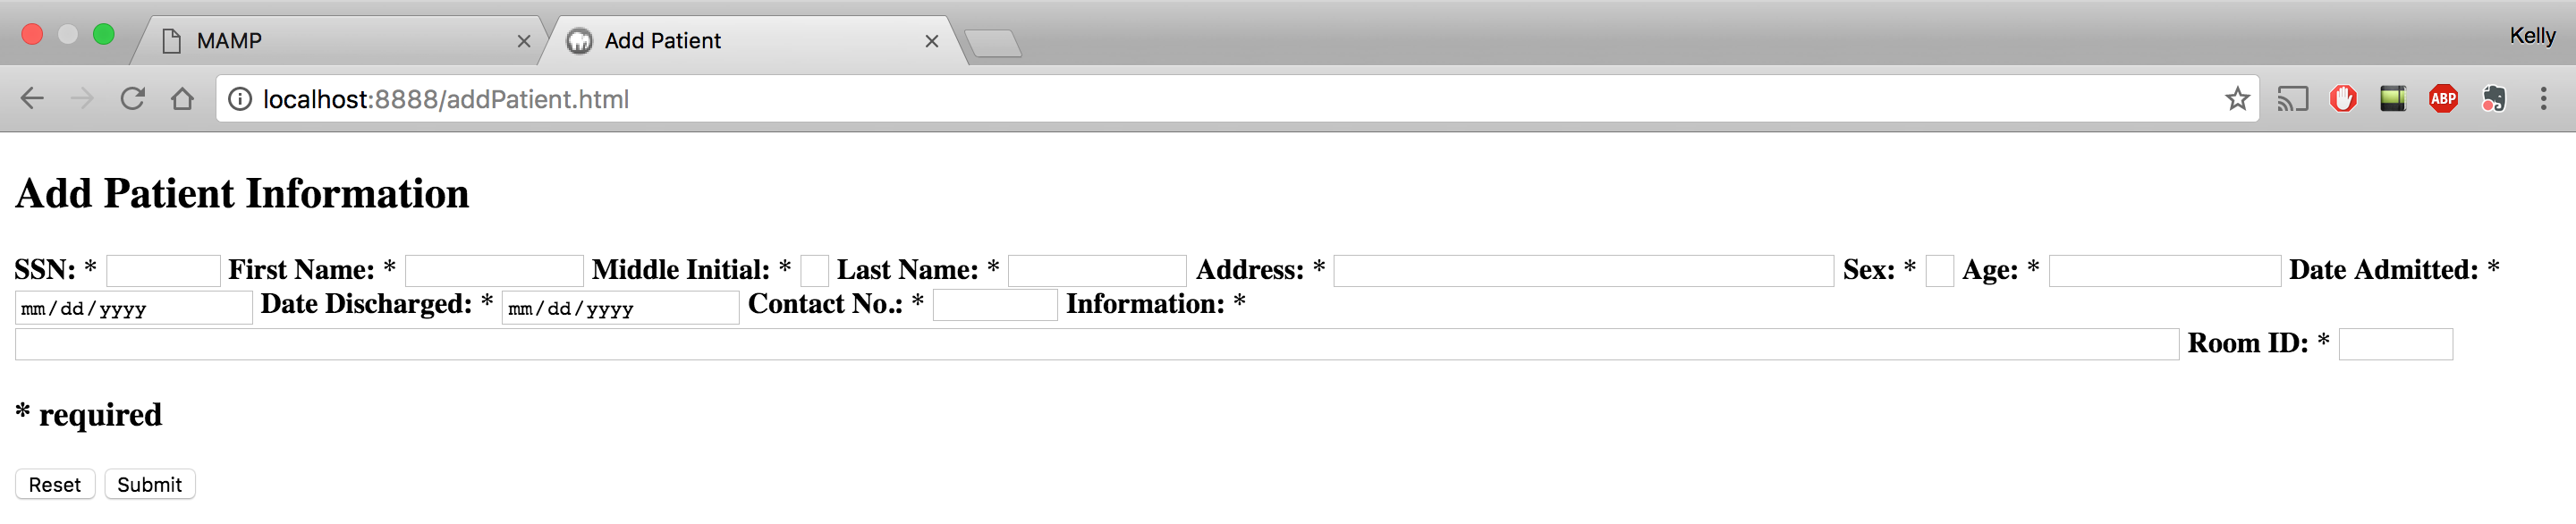 MAMP
Add Patient
Kelly
localhost:8888/addPatient.html
ABP
Add Patient Information
SSN: * First Name: * Middle Initial: * Last Name: * Address: * Sex: * Age: * Date Admitted: *
mm/dd/yyyy Date Discharged: * mm/dd/yyyy Contact No.: * Information: *
Room ID: *
* required
Reset Submit